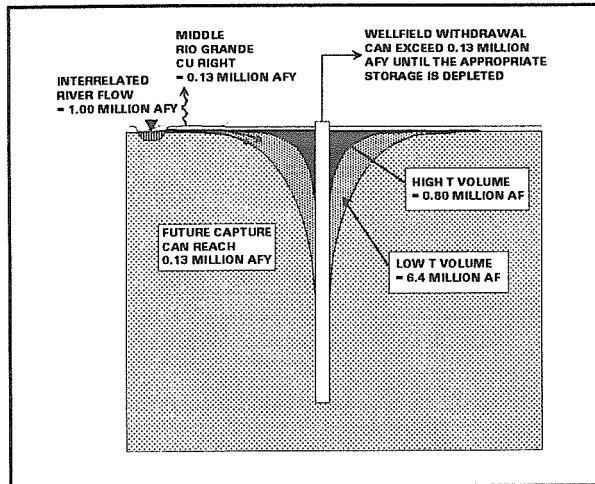 MIDDLE
RIO GRANDE
CU RIGHT
= 0.13 MILLION AFY
WELLFIELD WITHDRAWAL
CAN EXCEED 0.13 MILLION
AFY UNTIL THE APPROPRIATE
STORAGE IS DEPLETED
INTERRELATED
RIVER FLOW
= 1.00 MILLION AFY
HIGH T VOLUME
= 0.80 MILLION AF
FUTURE CAPTURE
CAN REACH
0.13 MILLION AFY
LOW T VOLUME
= 6.4 MILLION AF